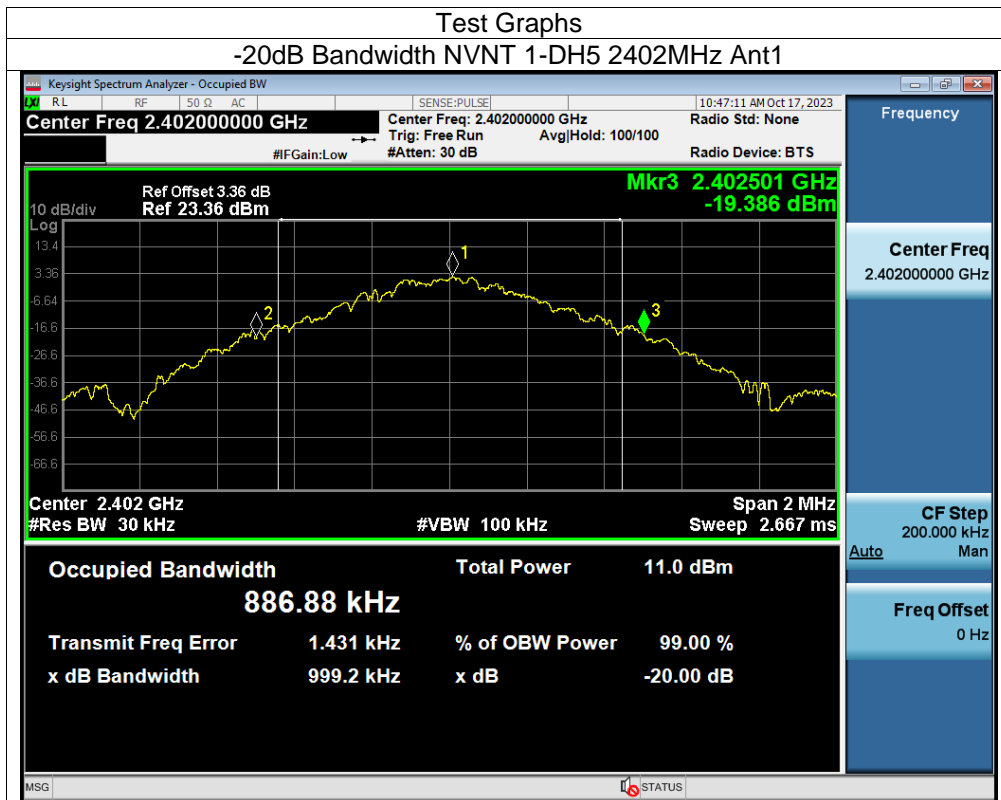 Test Graphs
-20dB Bandwidth NVNT 1-DH5 2402MHz Ant1
Keysight Spectrum Analyzer - Occupied BW
LXI RL RF 50 Ω AC SENSE:PULSE 10:47:11 AM Oct 17, 2023
Center Freq 2.402000000 GHz
Center Freq: 2.402000000 GHz Radio Std: None
Trig: Free Run Avg|Hold: 100/100
#IFGain:Low #Atten: 30 dB Radio Device: BTS
Frequency
Mkr3 2.402501 GHz
-19.386 dBm
Ref Offset 3.36 dB
10 dB/div Ref 23.36 dBm
Log
13.4
3.36
-6.64
-16.6
-26.6
-36.6
-46.6
-56.6
-66.6
1
2
3
Center 2.402 GHz Span 2 MHz
#Res BW 30 kHz #VBW 100 kHz Sweep 2.667 ms
Occupied Bandwidth Total Power 11.0 dBm
886.88 kHz
Transmit Freq Error 1.431 kHz % of OBW Power 99.00 %
x dB Bandwidth 999.2 kHz x dB -20.00 dB
Center Freq
2.402000000 GHz
CF Step
200.000 kHz
Auto Man
Freq Offset
0 Hz
MSG STATUS